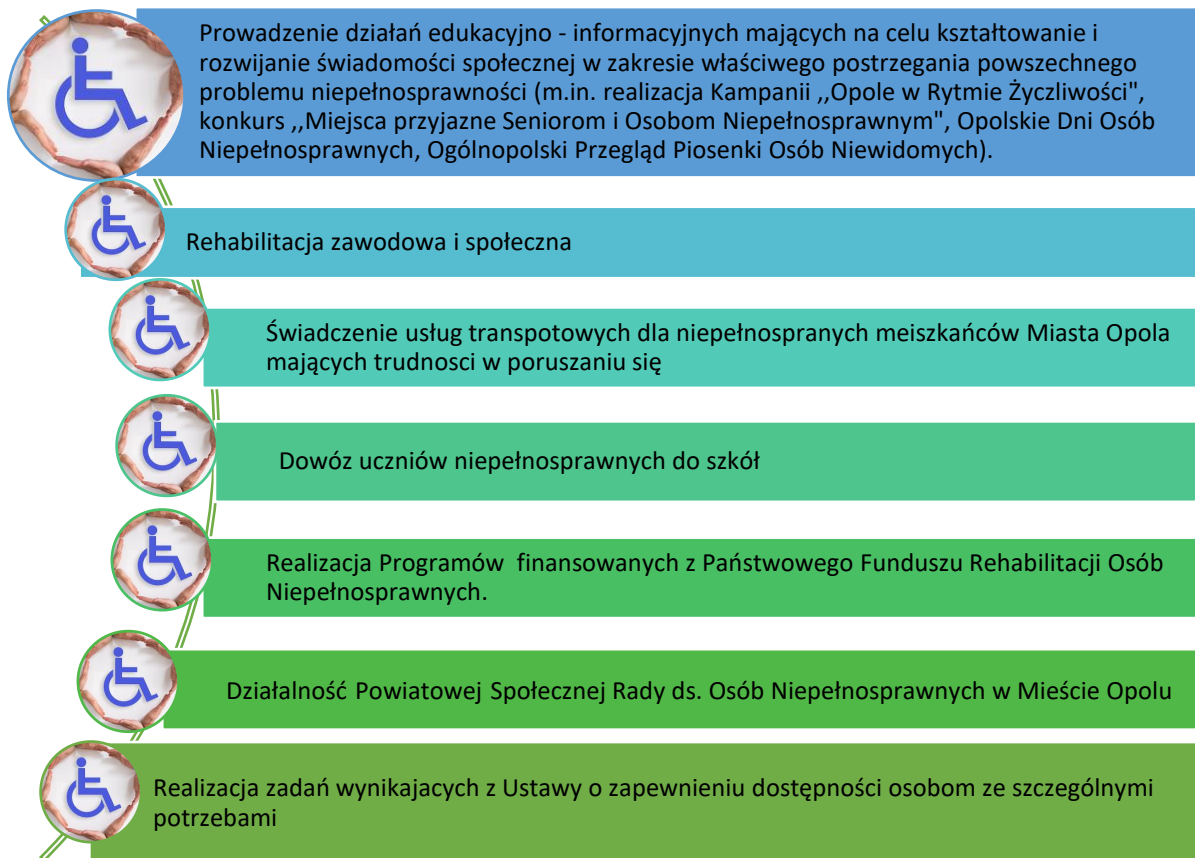 Prowadzenie działań edukacyjno - informacyjnych mających na celu kształtowanie i
rozwijanie świadomości społecznej w zakresie właściwego postrzegania powszechnego
problemu niepełnosprawności (m.in. realizacja Kampanii ,,Opole w Rytmie Życzliwości",
konkurs ,,Miejsca przyjazne Seniorom i Osobom Niepełnosprawnym", Opolskie Dni Osób
Niepełnosprawnych, Ogólnopolski Przegląd Piosenki Osób Niewidomych).
Rehabilitacja zawodowa i społeczna
Świadczenie usług transpotowych dla niepełnospranych meiszkańców Miasta Opola
mających trudnosci w poruszaniu się
Dowóz uczniów niepełnosprawnych do szkół
Realizacja Programów  finansowanych z Państwowego Funduszu Rehabilitacji Osób
Niepełnosprawnych.
Działalność Powiatowej Społecznej Rady ds. Osób Niepełnosprawnych w Mieście Opolu
Realizacja zadań wynikajacych z Ustawy o zapewnieniu dostępności osobom ze szczególnymi
potrzebami